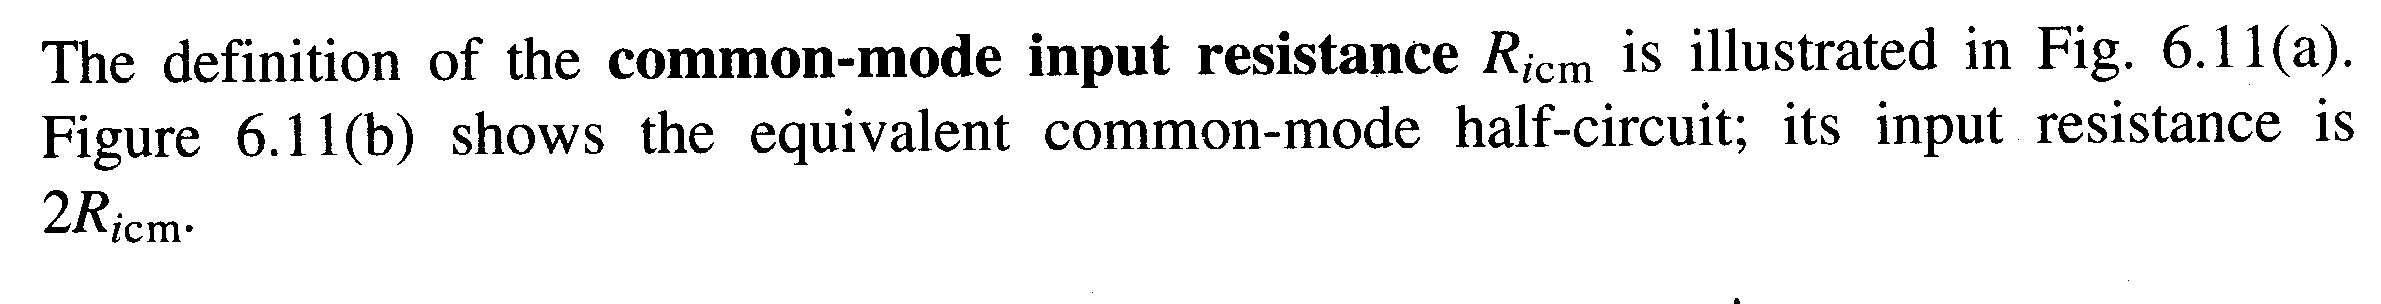 The definition of the common-mode input resistance Ricm is illustrated in Fig. 6.11(a).
Figure 6.11(b) shows the equivalent common-mode half-circuit; its input resistance is
2Ricm.